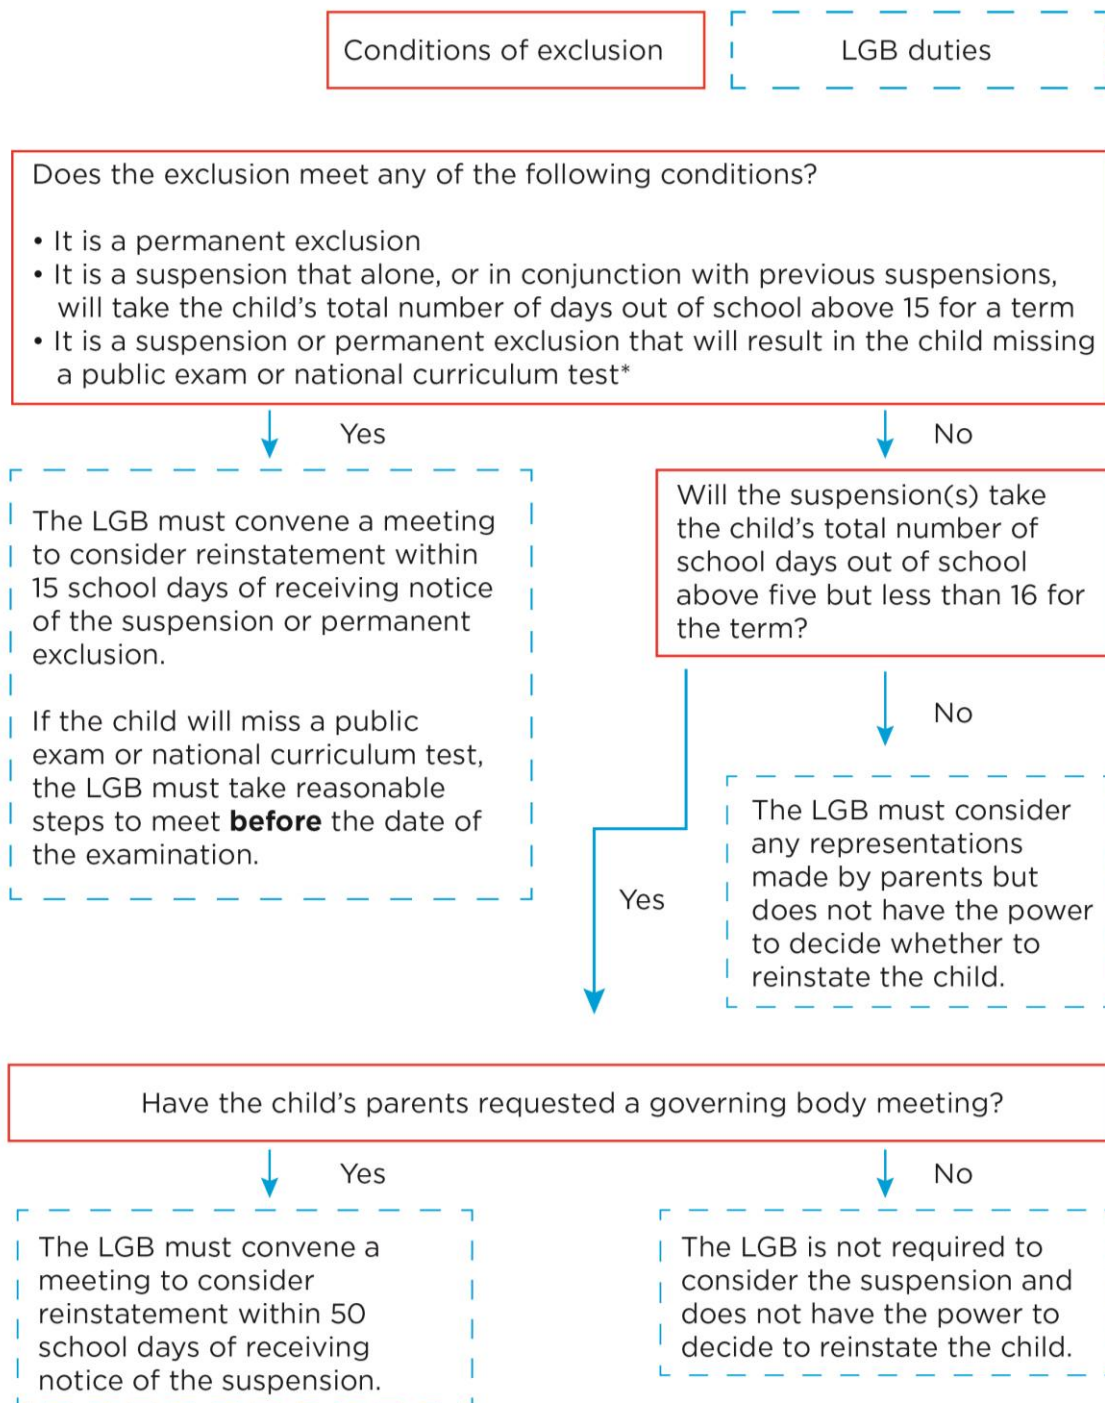 Conditions of exclusion
LGB duties
Does the exclusion meet any of the following conditions?
• It is a permanent exclusion
• It is a suspension that alone, or in conjunction with previous suspensions,
will take the child's total number of days out of school above 15 for a term
• It is a suspension or permanent exclusion that will result in the child missing
a public exam or national curriculum test*
Yes
No
The LGB must convene a meeting
to consider reinstatement within
15 school days of receiving notice
of the suspension or permanent
exclusion.
If the child will miss a public
exam or national curriculum test,
the LGB must take reasonable
steps to meet before the date of
the examination.
Will the suspension(s) take
the child's total number of
school days out of school
above five but less than 16 for
the term?
No
Yes
The LGB must consider
any representations
made by parents but
does not have the power
to decide whether to
reinstate the child.
Have the child's parents requested a governing body meeting?
Yes
No
The LGB must convene a
meeting to consider
reinstatement within 50
school days of receiving
notice of the suspension.
The LGB is not required to
consider the suspension and
does not have the power to
decide to reinstate the child.